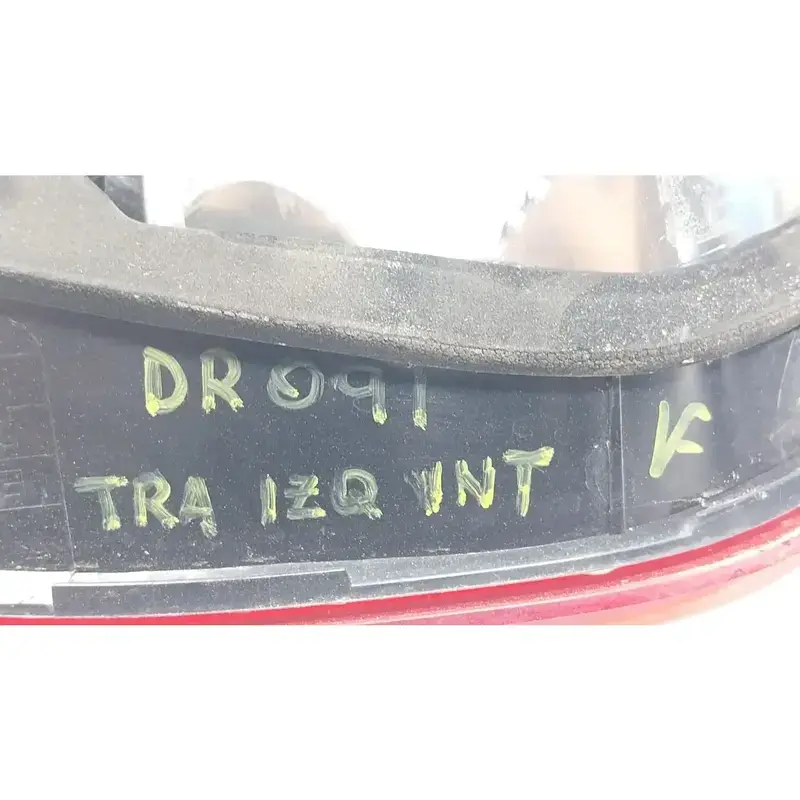 DR091
TRA IZQ INT
K